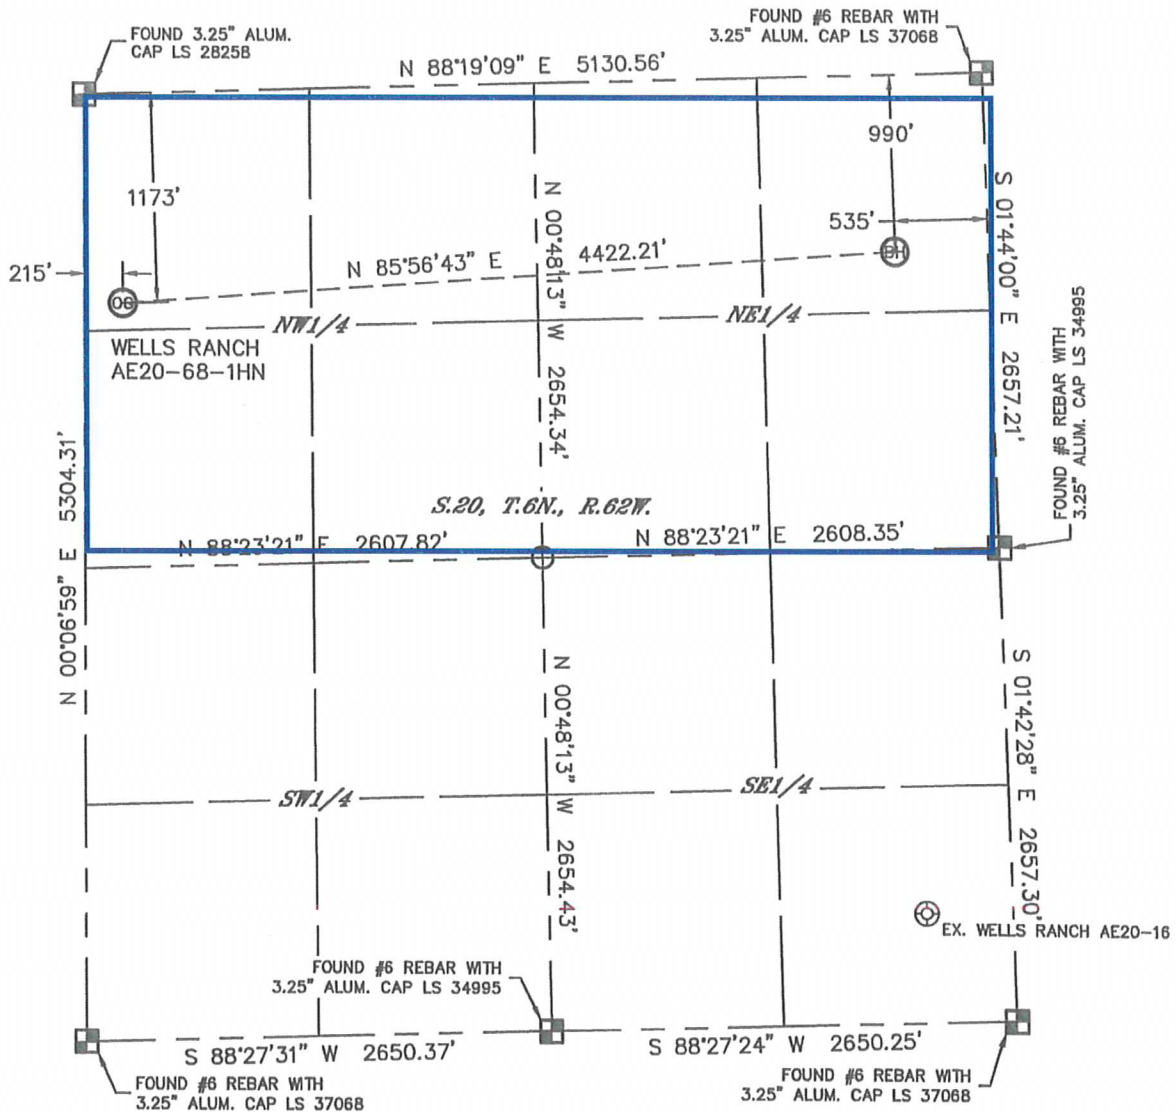 FOUND 3.25" ALUM.
CAP LS 28258
FOUND #6 REBAR WITH
3.25" ALUM. CAP LS 37068
N 88°19'09" E 5130.56'
990'
1173'
535'
215'
N 85°56'43" E 4422.21'
BH
OG
N 00°48'13" W 2654.34'
S 01°44'00" E 2657.21'
NW1/4
NE1/4
WELLS RANCH
AE20-68-1HN
FOUND #6 REBAR WITH
3.25" ALUM. CAP LS 34995
N 00°06'59" E 5304.31'
S.20, T.6N., R.62W.
N 88°23'21" E 2607.82'
N 88°23'21" E 2608.35'
N 00°48'13" W 2654.43'
S 01°42'28" E 2657.30'
SW1/4
SE1/4
EX. WELLS RANCH AE20-16
FOUND #6 REBAR WITH
3.25" ALUM. CAP LS 34995
S 88°27'31" W 2650.37'
S 88°27'24" W 2650.25'
FOUND #6 REBAR WITH
3.25" ALUM. CAP LS 37068
FOUND #6 REBAR WITH
3.25" ALUM. CAP LS 37068